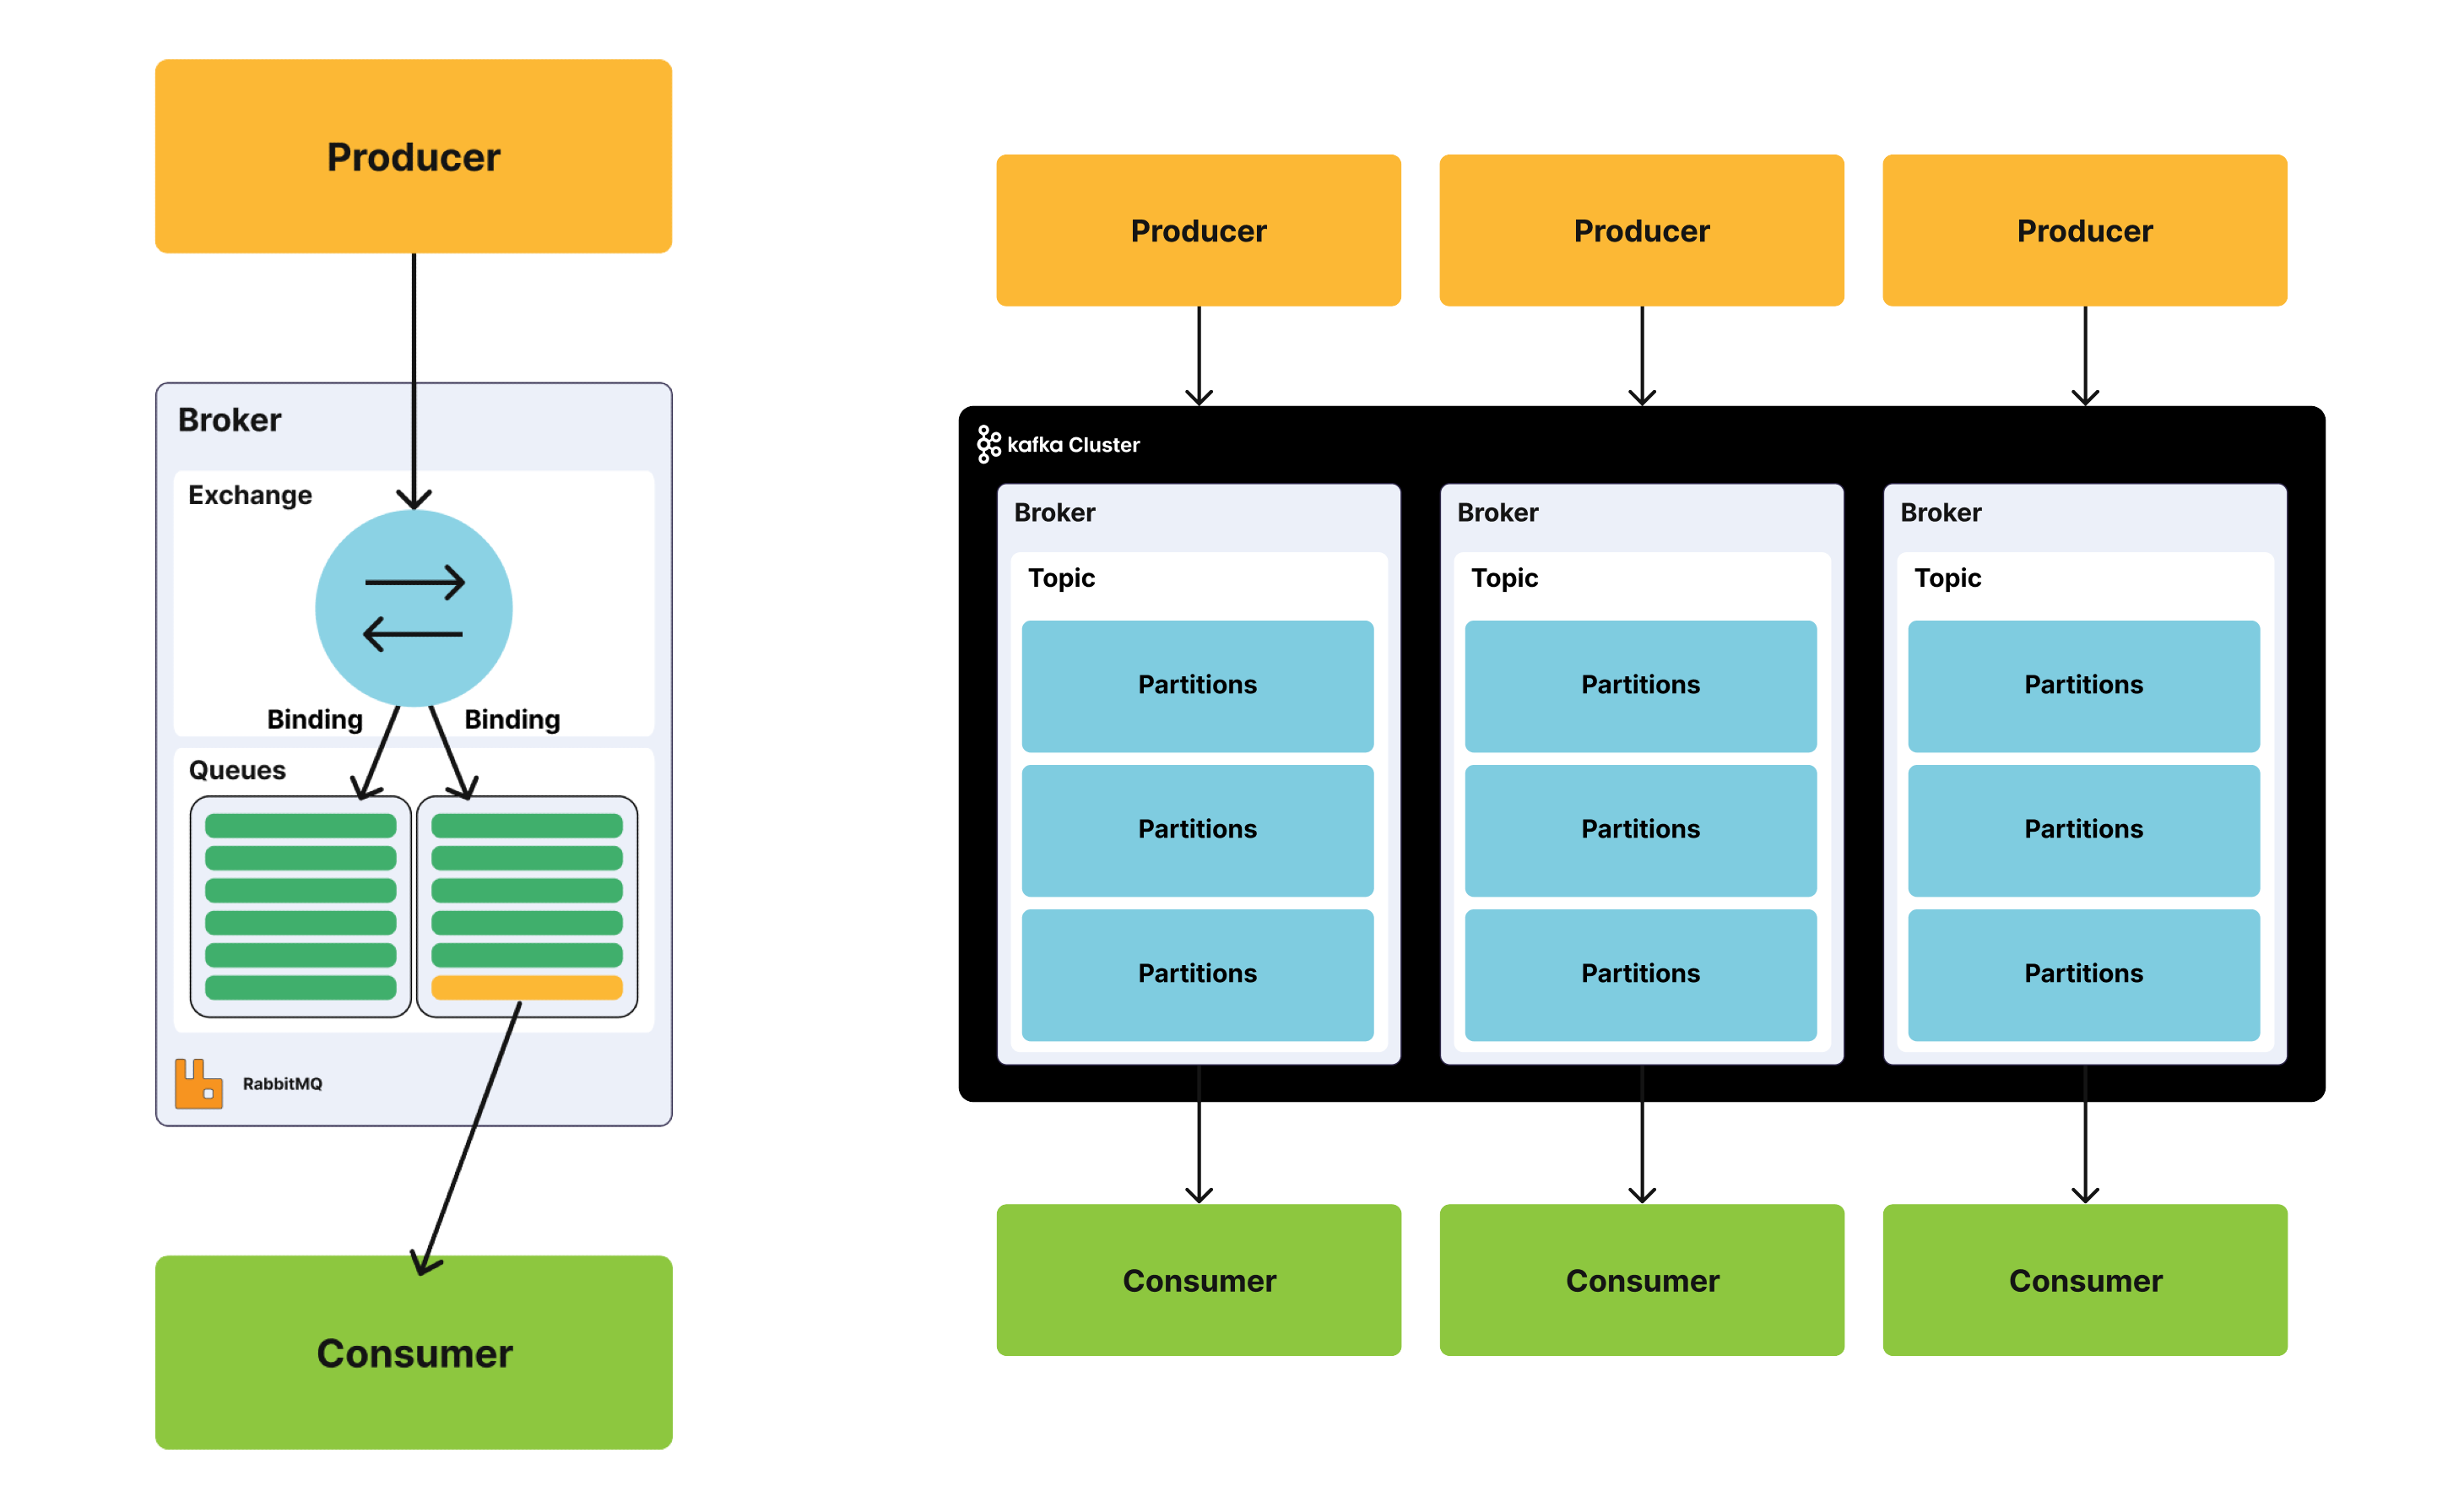 Producer
Broker
Exchange
Binding
Binding
Queues
RabbitMQ
Consumer
Producer
Producer
Producer
kafka Cluster
Broker
Topic
Partitions
Partitions
Partitions
Broker
Topic
Partitions
Partitions
Partitions
Broker
Topic
Partitions
Partitions
Partitions
Consumer
Consumer
Consumer